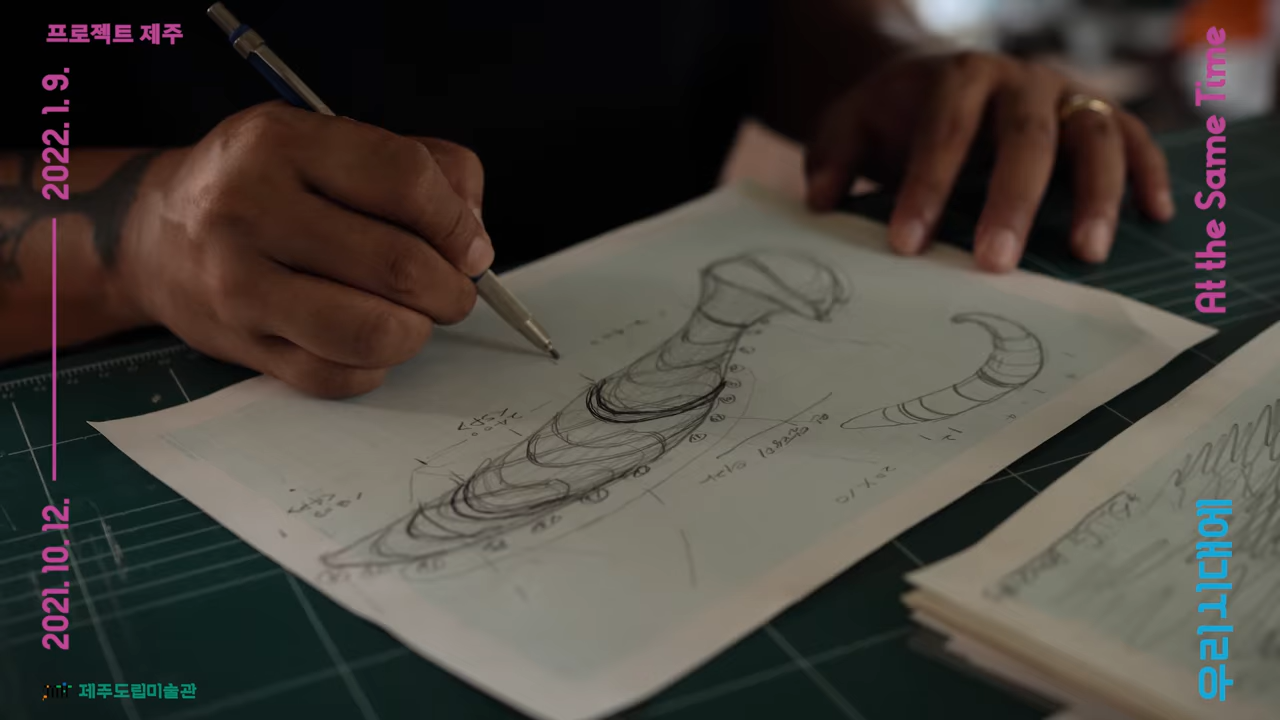 프로젝트 제주
2021. 10. 12. 2022. 1. 9.
At the Same Time
우리 시대에
제주도립미술관